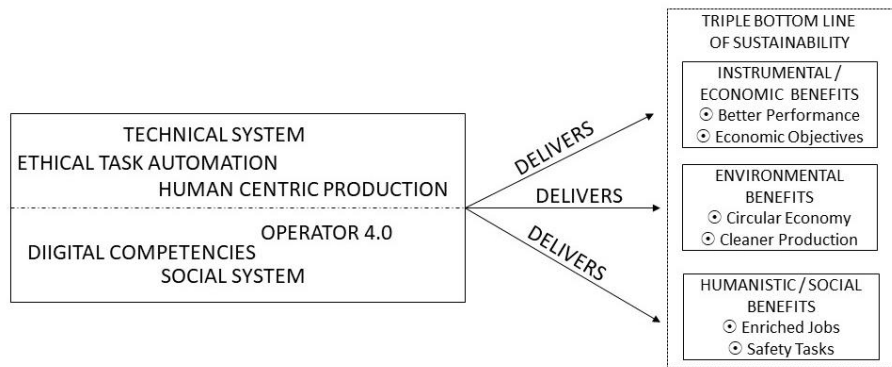 TECHNICAL SYSTEM
ETHICAL TASK AUTOMATION
HUMAN CENTRIC PRODUCTION
OPERATOR 4.0
DIIGITAL COMPETENCIES
SOCIAL SYSTEM
DELIVERS
DELIVERS
DELIVERS
TRIPLE BOTTOM LINE
OF SUSTAINABILITY
INSTRUMENTAL /
ECONOMIC BENEFITS
☉ Better Performance
☉ Economic Objectives
ENVIRONMENTAL
BENEFITS
☉ Circular Economy
☉ Cleaner Production
HUMANISTIC / SOCIAL
BENEFITS
☉ Enriched Jobs
☉ Safety Tasks